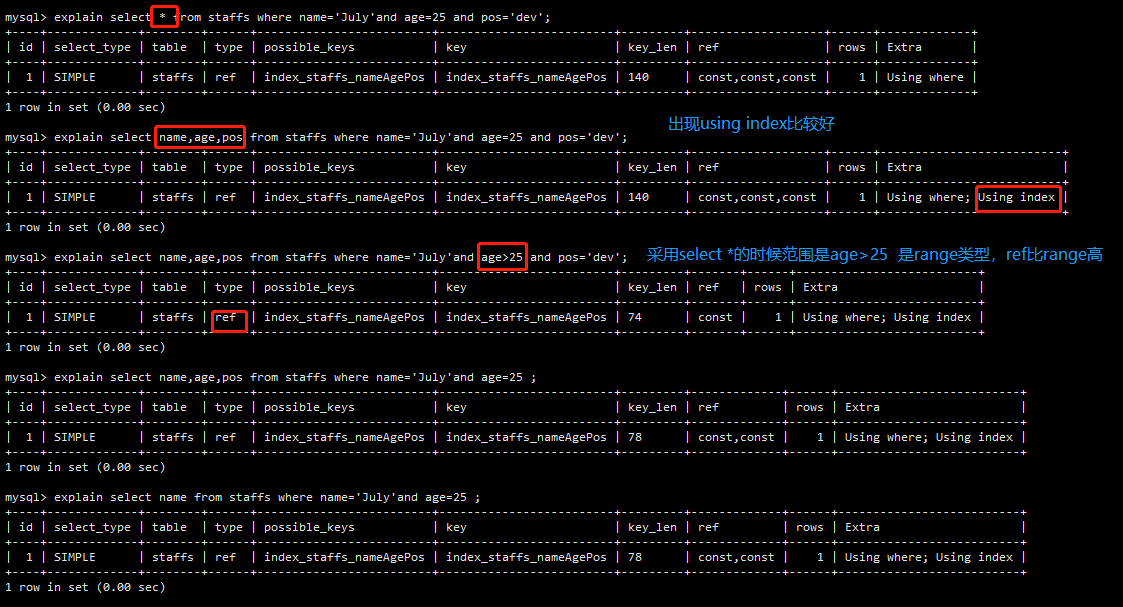 mysql> explain select * from staffs where name='July'and age=25 and pos='dev';
+----+-------------+--------+------+-------------------------+-------------------------+---------+-------------------+------+-------------+
| id | select_type | table  | type | possible_keys           | key                     | key_len | ref               | rows | Extra       |
+----+-------------+--------+------+-------------------------+-------------------------+---------+-------------------+------+-------------+
|  1 | SIMPLE      | staffs | ref  | index_staffs_nameAgePos | index_staffs_nameAgePos | 140     | const,const,const |    1 | Using where |
+----+-------------+--------+------+-------------------------+-------------------------+---------+-------------------+------+-------------+
1 row in set (0.00 sec)
出现using index比较好
mysql> explain select name,age,pos from staffs where name='July'and age=25 and pos='dev';
+----+-------------+--------+------+-------------------------+-------------------------+---------+-------------------+------+--------------------------+
| id | select_type | table  | type | possible_keys           | key                     | key_len | ref               | rows | Extra                    |
+----+-------------+--------+------+-------------------------+-------------------------+---------+-------------------+------+--------------------------+
|  1 | SIMPLE      | staffs | ref  | index_staffs_nameAgePos | index_staffs_nameAgePos | 140     | const,const,const |    1 | Using where; Using index |
+----+-------------+--------+------+-------------------------+-------------------------+---------+-------------------+------+--------------------------+
1 row in set (0.00 sec)
mysql> explain select name,age,pos from staffs where name='July'and age>25 and pos='dev'; 采用select *的时候范围是age>25 是range类型，ref比range高
+----+-------------+--------+------+-------------------------+-------------------------+---------+-------+------+--------------------------+
| id | select_type | table  | type | possible_keys           | key                     | key_len | ref   | rows | Extra                    |
+----+-------------+--------+------+-------------------------+-------------------------+---------+-------+------+--------------------------+
|  1 | SIMPLE      | staffs | ref  | index_staffs_nameAgePos | index_staffs_nameAgePos | 74      | const |    1 | Using where; Using index |
+----+-------------+--------+------+-------------------------+-------------------------+---------+-------+------+--------------------------+
1 row in set (0.00 sec)
mysql> explain select name,age,pos from staffs where name='July'and age=25 ;
+----+-------------+--------+------+-------------------------+-------------------------+---------+-------------+------+--------------------------+
| id | select_type | table  | type | possible_keys           | key                     | key_len | ref         | rows | Extra                    |
+----+-------------+--------+------+-------------------------+-------------------------+---------+-------------+------+--------------------------+
|  1 | SIMPLE      | staffs | ref  | index_staffs_nameAgePos | index_staffs_nameAgePos | 78      | const,const |    1 | Using where; Using index |
+----+-------------+--------+------+-------------------------+-------------------------+---------+-------------+------+--------------------------+
1 row in set (0.00 sec)
mysql> explain select name from staffs where name='July'and age=25 ;
+----+-------------+--------+------+-------------------------+-------------------------+---------+-------------+------+--------------------------+
| id | select_type | table  | type | possible_keys           | key                     | key_len | ref         | rows | Extra                    |
+----+-------------+--------+------+-------------------------+-------------------------+---------+-------------+------+--------------------------+
|  1 | SIMPLE      | staffs | ref  | index_staffs_nameAgePos | index_staffs_nameAgePos | 78      | const,const |    1 | Using where; Using index |
+----+-------------+--------+------+-------------------------+-------------------------+---------+-------------+------+--------------------------+
1 row in set (0.00 sec)